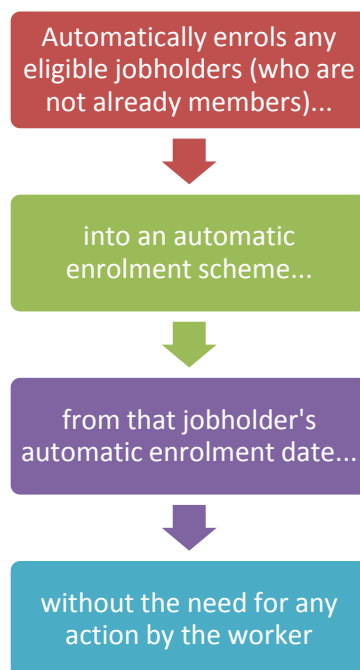 Automatically enrols any
eligible jobholders (who are
not already members)...
into an automatic
enrolment scheme...
from that jobholder's
automatic enrolment date...
without the need for any
action by the worker